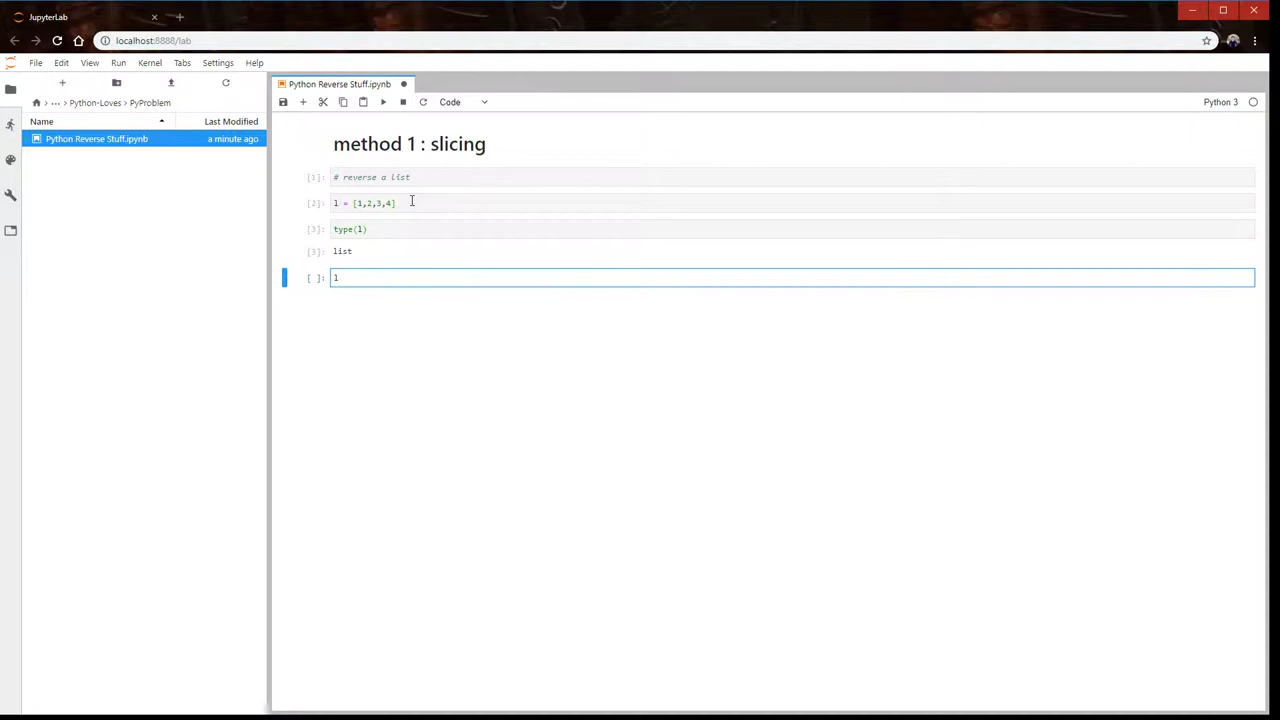 JupyterLab
localhost:8888/lab
File Edit View Run Kernel Tabs Settings Help
Python Reverse Stuff.ipynb
Code
Python 3
... Python-Loves / PyProblem
Name Last Modified
Python Reverse Stuff.ipynb a minute ago
method 1 : slicing
[1]: # reverse a list
[2]: l = [1,2,3,4]
[3]: type(l)
[3]: list
[ ]: l